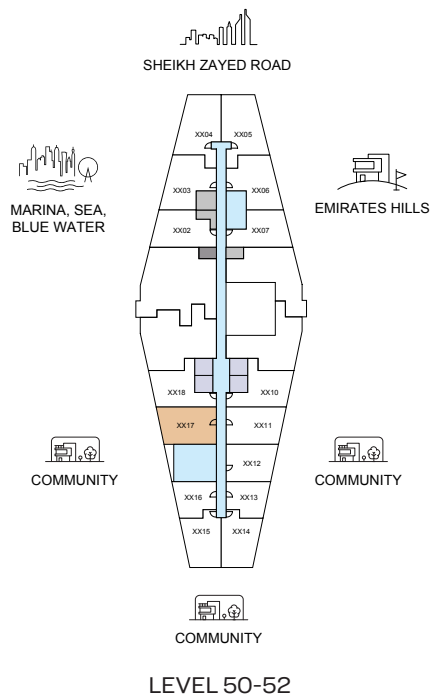 SHEIKH ZAYED ROAD
XX04
XX05
MARINA, SEA,
BLUE WATER
EMIRATES HILLS
XX03
XX06
XX02
XX07
XX18
XX10
XX17
XX11
COMMUNITY
COMMUNITY
XX12
XX16
XX13
XX15
XX14
COMMUNITY
LEVEL 50-52